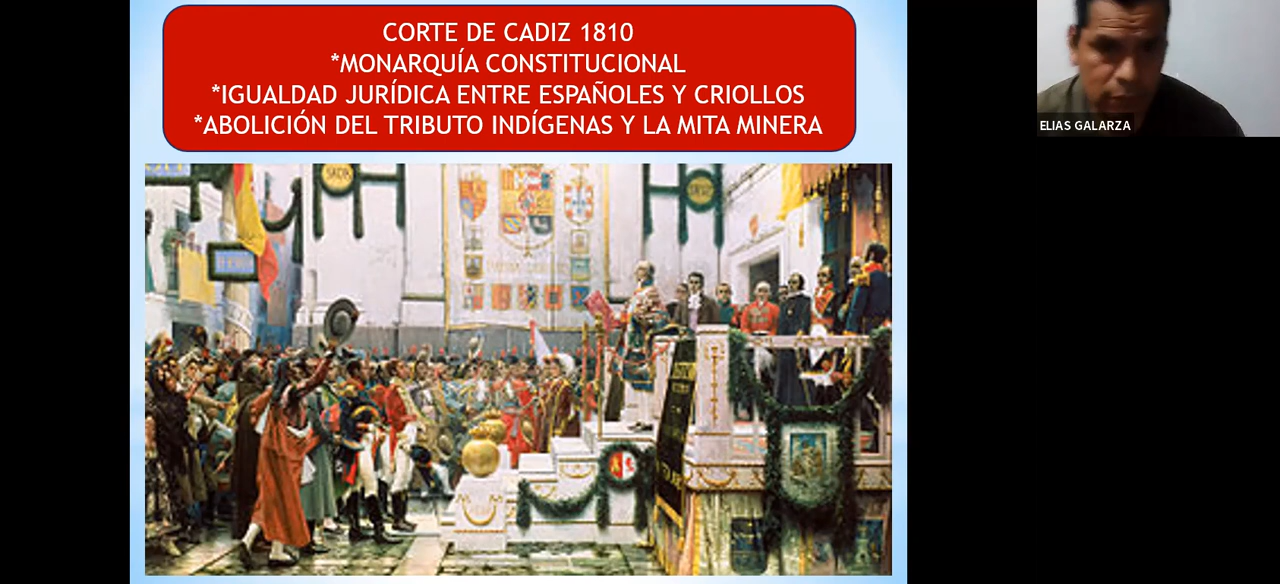 CORTE DE CADIZ 1810
*MONARQUÍA CONSTITUCIONAL
*IGUALDAD JURÍDICA ENTRE ESPAÑOLES Y CRIOLLOS
*ABOLICIÓN DEL TRIBUTO INDÍGENAS Y LA MITA MINERA
ELIAS GALARZA